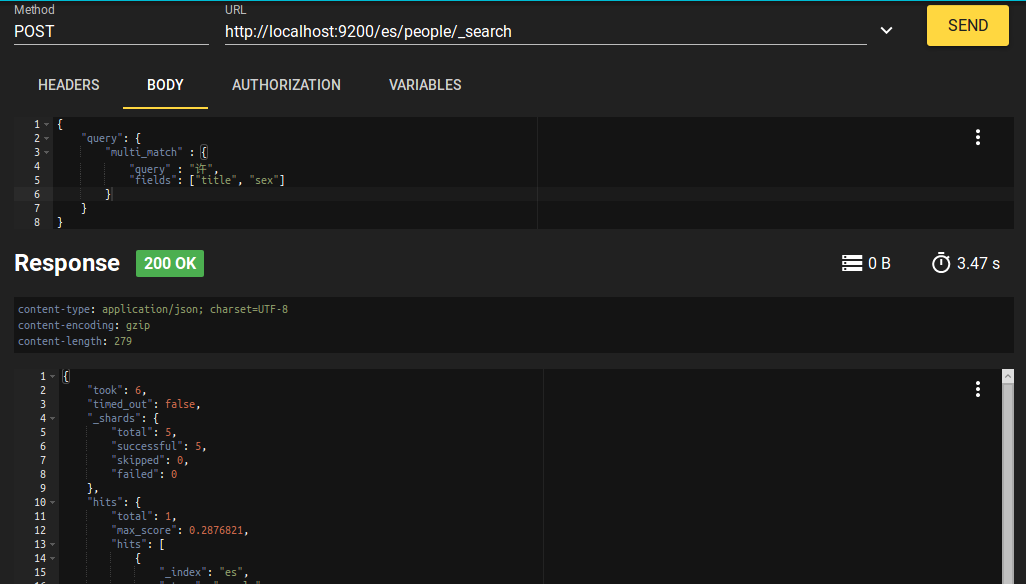 Method
URL
POST
http://localhost:9200/es/people/_search
SEND
HEADERS
BODY
AUTHORIZATION
VARIABLES
1 {
2 "query": {
3 "multi_match" : {
4 "query" : "许",
5 "fields": ["title", "sex"]
6 }
7 }
8 }
Response
200 OK
0 B
3.47 s
content-type: application/json; charset=UTF-8
content-encoding: gzip
content-length: 279
1 {
2 "took": 6,
3 "timed_out": false,
4 "_shards": {
5 "total": 5,
6 "successful": 5,
7 "skipped": 0,
8 "failed": 0
9 },
10 "hits": {
11 "total": 1,
12 "max_score": 0.2876821,
13 "hits": [
14 {
15 "_index": "es",